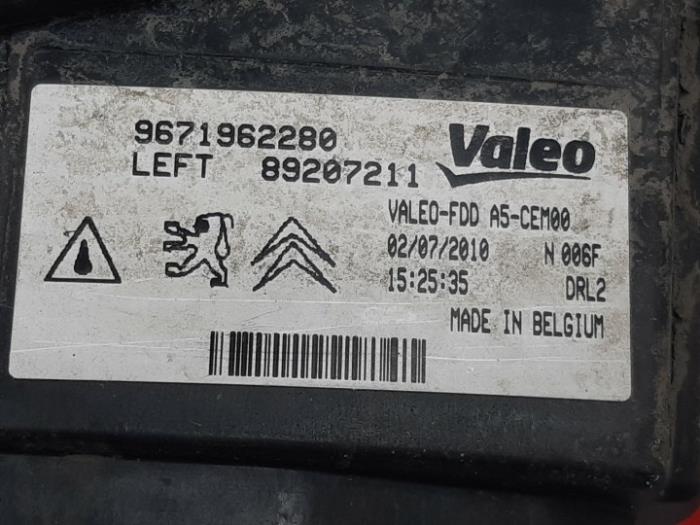 9671962280
LEFT 89207211
Valeo
VALEO-FDD A5-CEM00
02/07/2010 N 006F
15:25:35 DRL2
MADE IN BELGIUM